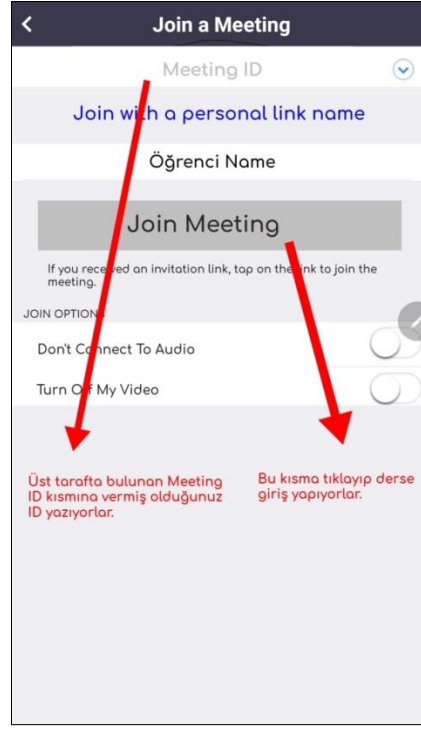 Join a Meeting
Meeting ID
Join with a personal link name
Öğrenci Name
Join Meeting
If you received an invitation link, tap on the link to join the
meeting.
JOIN OPTIONS
Don't Connect To Audio
Turn Off My Video
Üst tarafta bulunan Meeting
ID kısmına vermiş olduğunuz
ID yazıyorlar.
Bu kısma tıklayıp derse
giriş yapıyorlar.